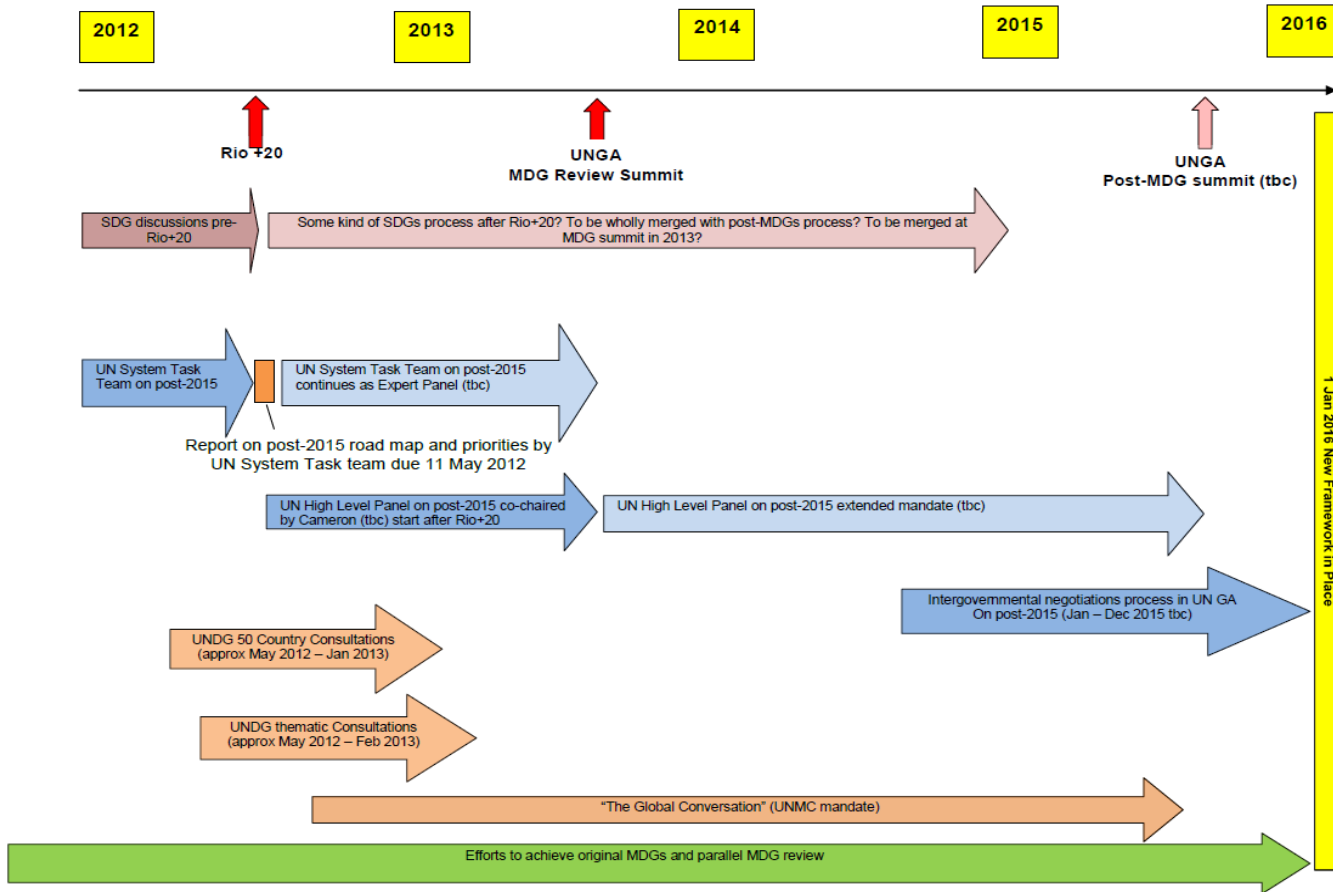 2012
2013
2014
2015
2016
Rio +20
UNGA
MDG Review Summit
UNGA
Post-MDG summit (tbc)
SDG discussions pre-
Rio+20
Some kind of SDGs process after Rio+20? To be wholly merged with post-MDGs process? To be merged at
MDG summit in 2013?
UN System Task
Team on post-2015
UN System Task Team on post-2015
continues as Expert Panel (tbc)
Report on post-2015 road map and priorities by
UN System Task team due 11 May 2012
UN High Level Panel on post-2015 co-chaired
by Cameron (tbc) start after Rio+20
UN High Level Panel on post-2015 extended mandate (tbc)
Intergovernmental negotiations process in UN GA
On post-2015 (Jan – Dec 2015 tbc)
UNDG 50 Country Consultations
(approx May 2012 – Jan 2013)
UNDG thematic Consultations
(approx May 2012 – Feb 2013)
“The Global Conversation” (UNMC mandate)
Efforts to achieve original MDGs and parallel MDG review
1 Jan 2016 New Framework in Place